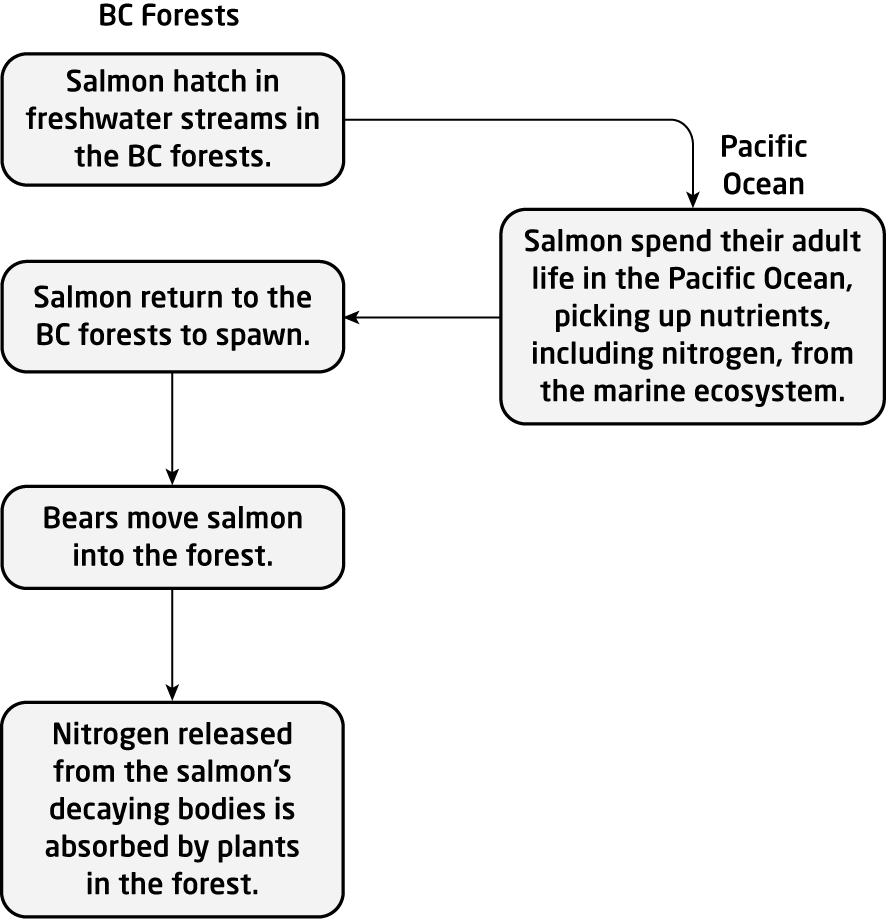 BC Forests
Salmon hatch in
freshwater streams in
the BC forests.
Pacific
Ocean
Salmon spend their adult
life in the Pacific Ocean,
picking up nutrients,
including nitrogen, from
the marine ecosystem.
Salmon return to the
BC forests to spawn.
Bears move salmon
into the forest.
Nitrogen released
from the salmon's
decaying bodies is
absorbed by plants
in the forest.